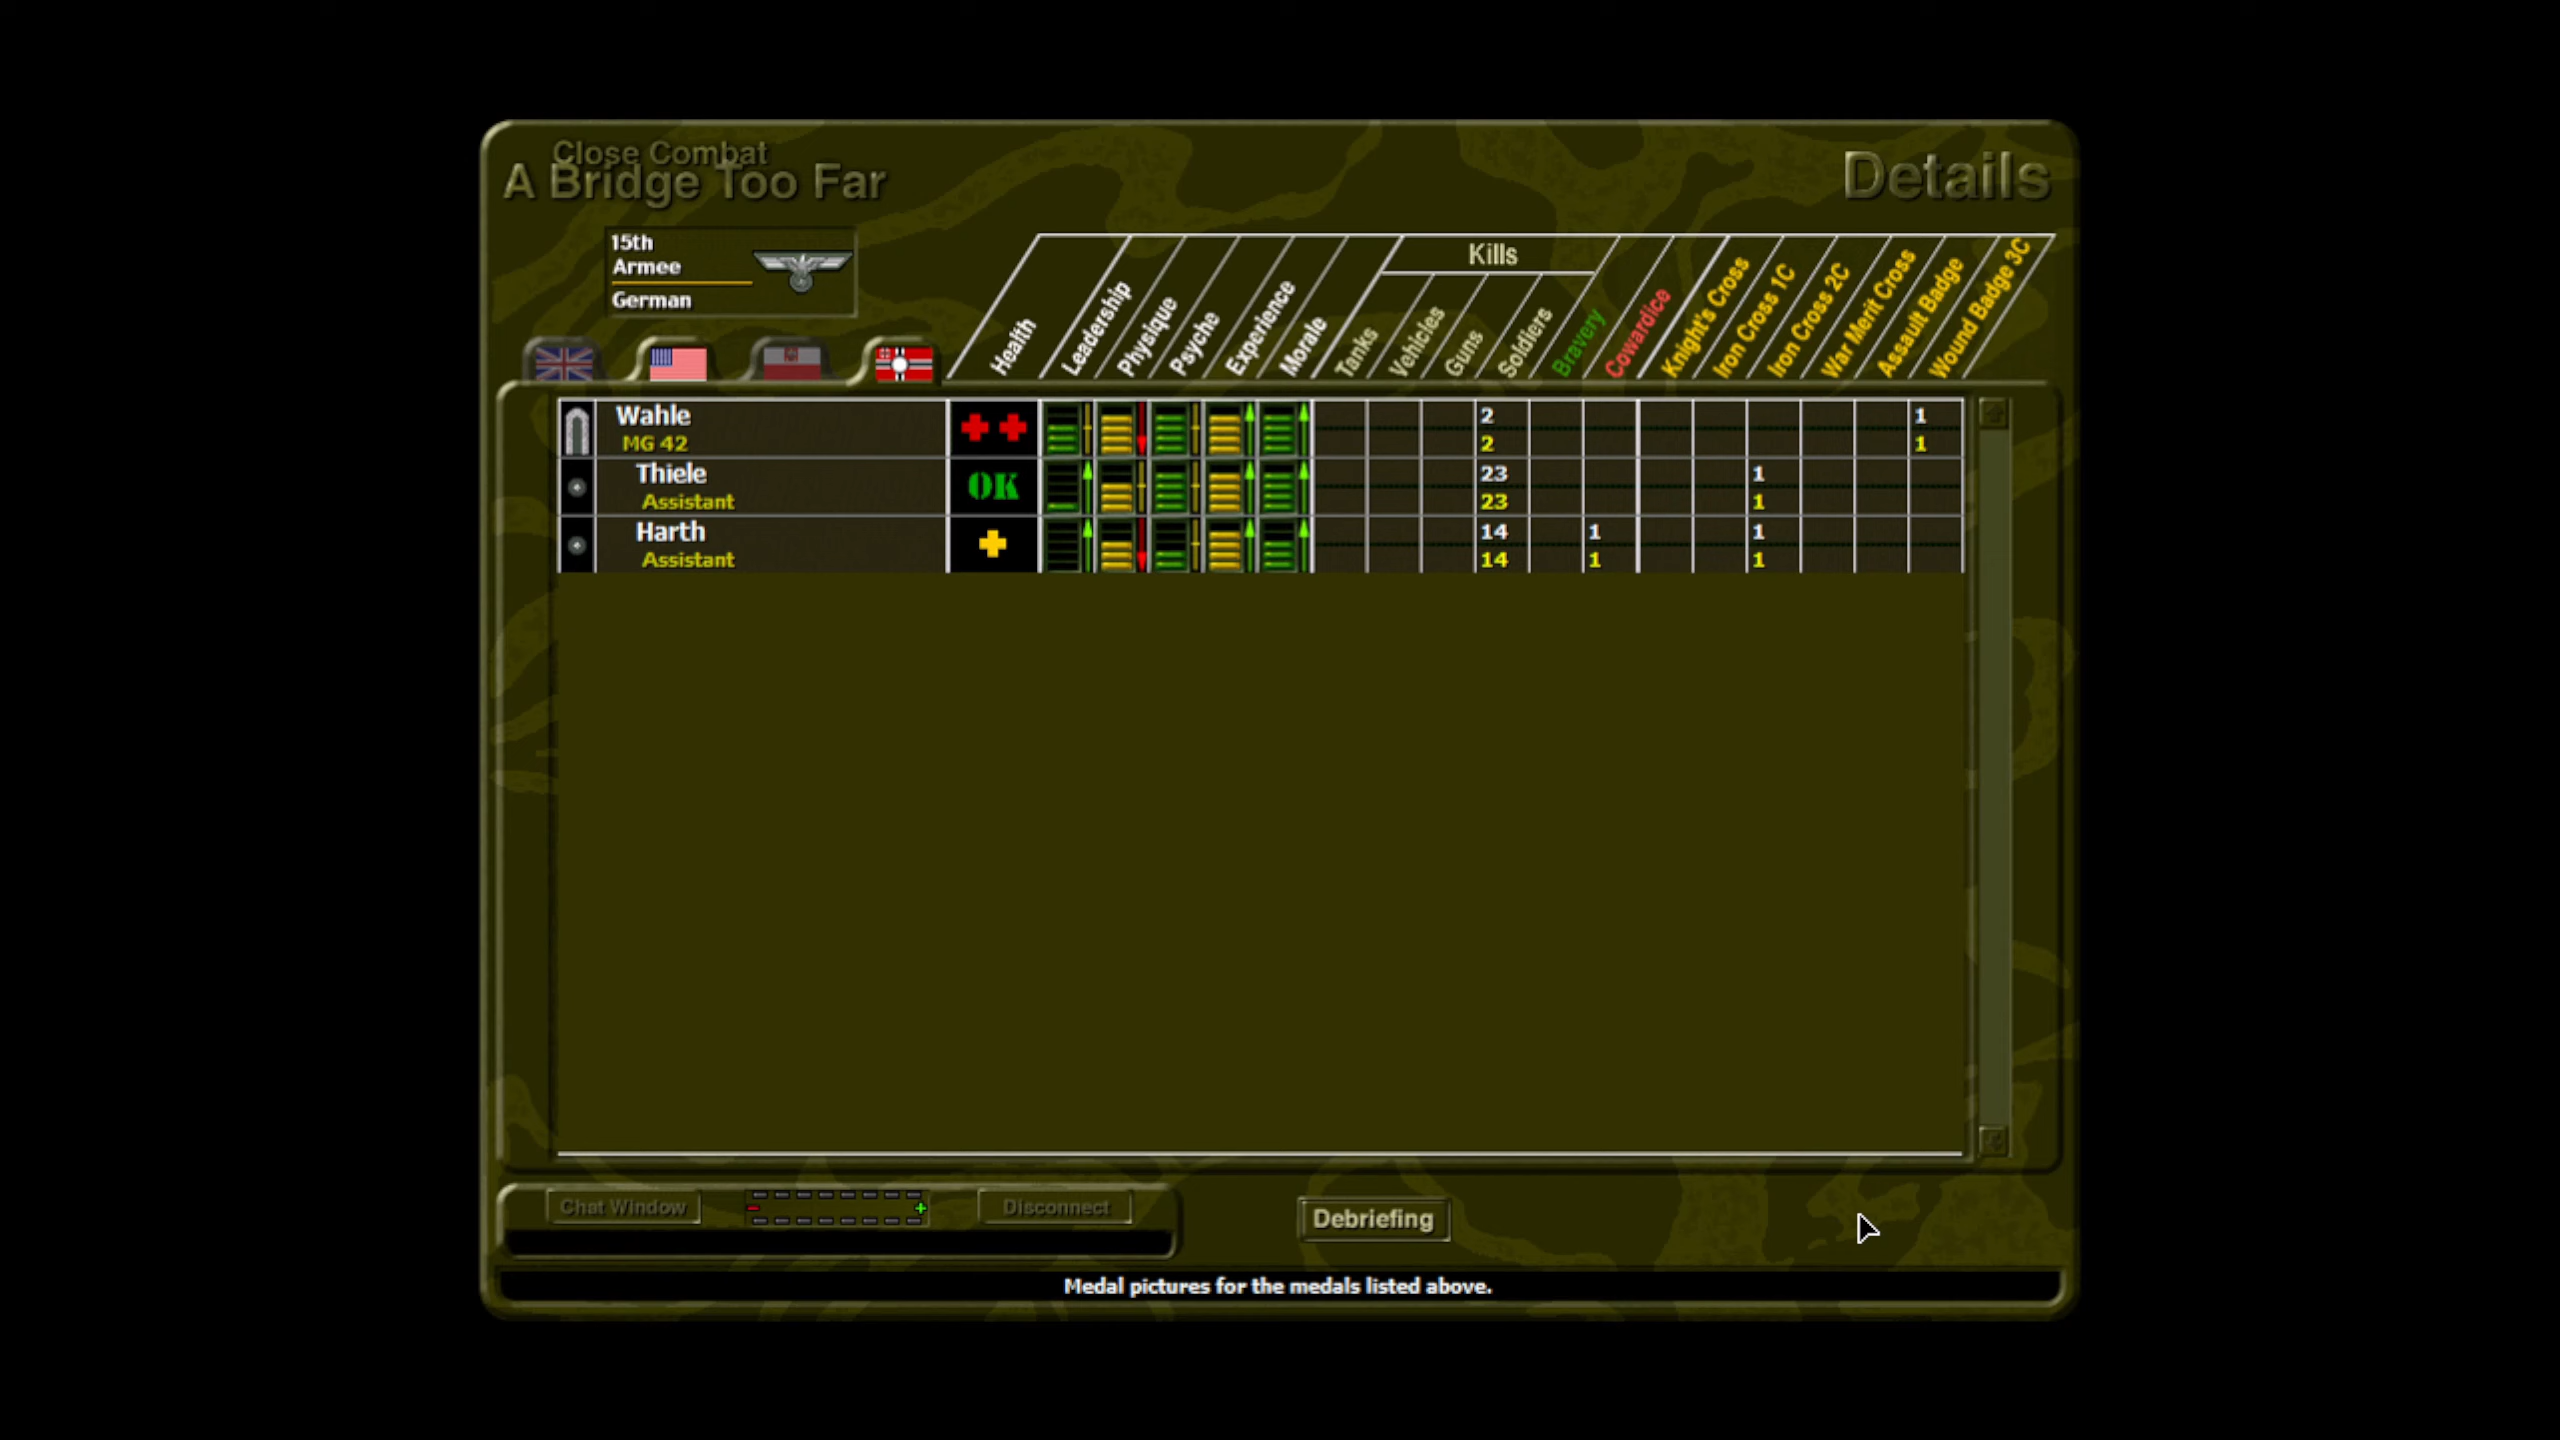 Close Combat
A Bridge Too Far
Details
15th
Armee
German
Kills
Health
Leadership
Physique
Psyche
Experience
Morale
Tanks
Vehicles
Guns
Soldiers
Bravery
Cowardice
Knight's Cross
Iron Cross 1C
Iron Cross 2C
War Merit Cross
Assault Badge
Wound Badge 3C
Wahle 2 1
MG 42 2 1
Thiele OK 23 1
Assistant 23 1
Harth 14 1 1
Assistant 14 1 1
Chat Window
Disconnect
Debriefing
Medal pictures for the medals listed above.